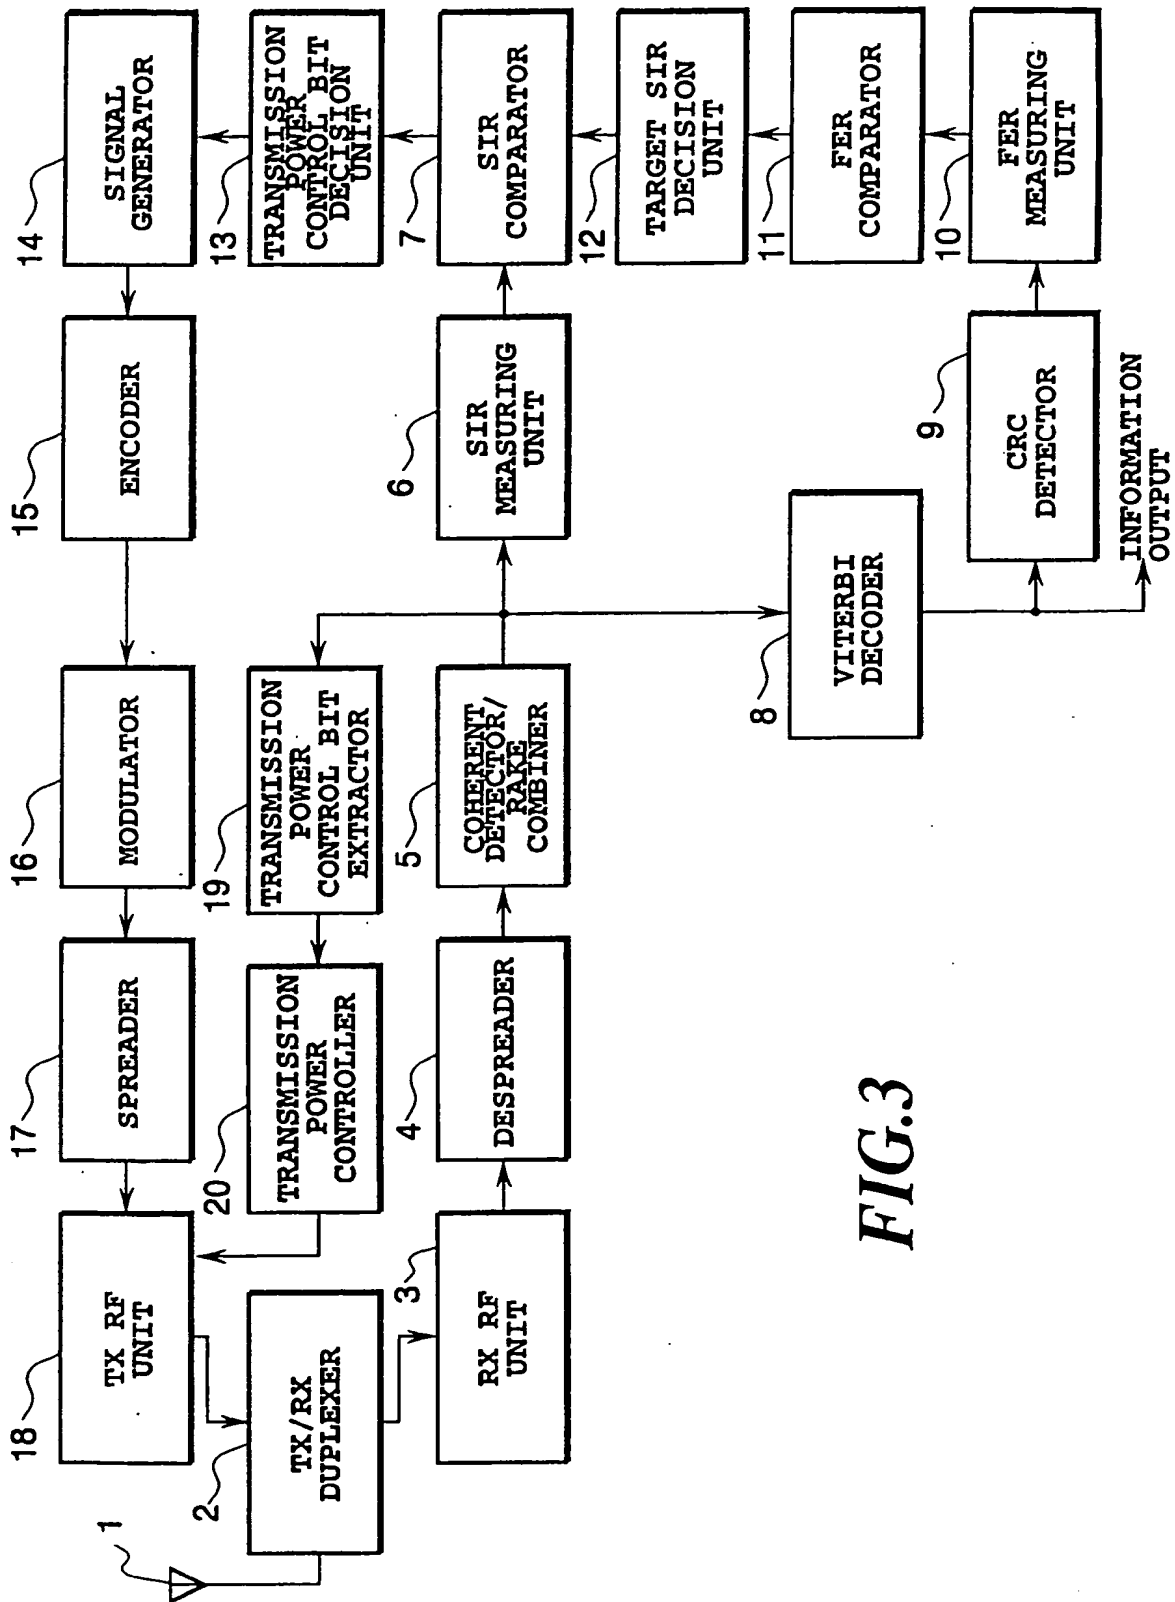 14
SIGNAL
GENERATOR
15
ENCODER
16
MODULATOR
17
SPREADER
18
TX RF
UNIT
13
TRANSMISSION
POWER
CONTROL BIT
DECISION
UNIT
19
TRANSMISSION
POWER
CONTROL BIT
EXTRACTOR
20
TRANSMISSION
POWER
CONTROLLER
1
2
TX/RX
DUPLEXER
3
RX RF
UNIT
4
DESPREADER
5
COHERENT
DETECTOR/
RAKE
COMBINER
6
SIR
MEASURING
UNIT
7
SIR
COMPARATOR
12
TARGET SIR
DECISION
UNIT
11
FER
COMPARATOR
10
FER
MEASURING
UNIT
8
VITERBI
DECODER
9
CRC
DETECTOR
INFORMATION
OUTPUT
FIG.3